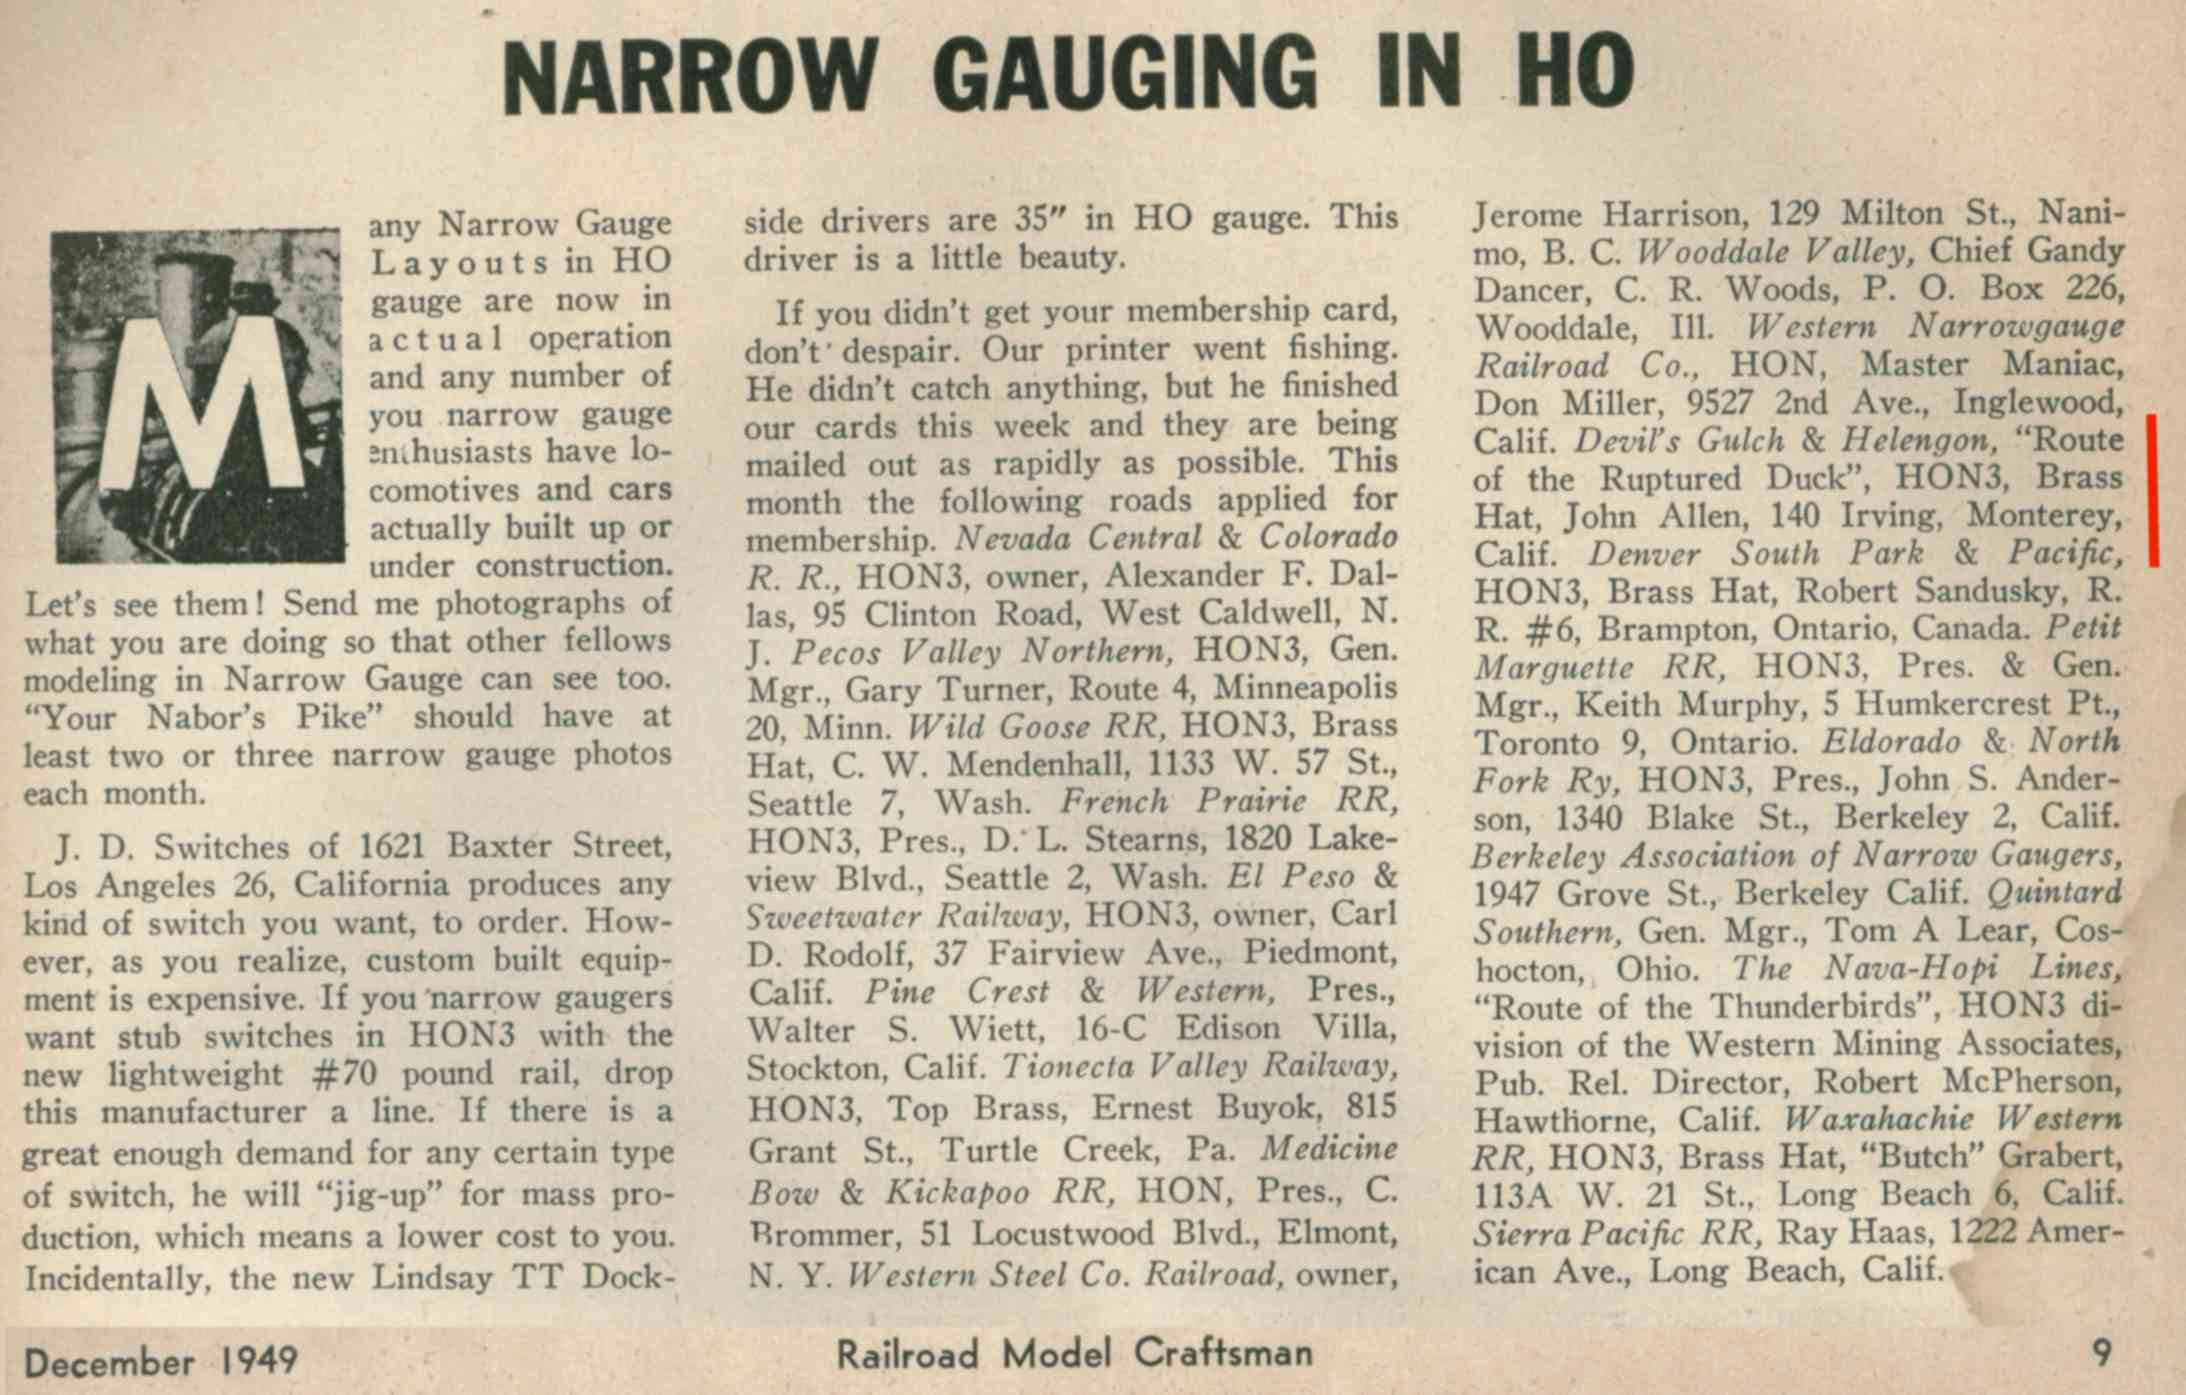 NARROW GAUGING IN HO
M
any Narrow Gauge
Layouts in HO
gauge are now in
actual operation
and any number of
you narrow gauge
enthusiasts have lo-
comotives and cars
actually built up or
under construction.
Let's see them! Send me photographs of
what you are doing so that other fellows
modeling in Narrow Gauge can see too.
"Your Nabor's Pike" should have at
least two or three narrow gauge photos
each month.
J. D. Switches of 1621 Baxter Street,
Los Angeles 26, California produces any
kind of switch you want, to order. How-
ever, as you realize, custom built equip-
ment is expensive. If you narrow gaugers
want stub switches in HON3 with the
new lightweight #70 pound rail, drop
this manufacturer a line. If there is a
great enough demand for any certain type
of switch, he will "jig-up" for mass pro-
duction, which means a lower cost to you.
Incidentally, the new Lindsay TT Dock-
side drivers are 35" in HO gauge. This
driver is a little beauty.
If you didn't get your membership card,
don't despair. Our printer went fishing.
He didn't catch anything, but he finished
our cards this week and they are being
mailed out as rapidly as possible. This
month the following roads applied for
membership. Nevada Central & Colorado
R. R., HON3, owner, Alexander F. Dal-
las, 95 Clinton Road, West Caldwell, N.
J. Pecos Valley Northern, HON3, Gen.
Mgr., Gary Turner, Route 4, Minneapolis
20, Minn. Wild Goose RR, HON3, Brass
Hat, C. W. Mendenhall, 1133 W. 57 St.,
Seattle 7, Wash. French Prairie RR,
HON3, Pres., D. L. Stearns, 1820 Lake-
view Blvd., Seattle 2, Wash. El Peso &
Sweetwater Railway, HON3, owner, Carl
D. Rodolf, 37 Fairview Ave., Piedmont,
Calif. Pine Crest & Western, Pres.,
Walter S. Wiett, 16-C Edison Villa,
Stockton, Calif. Tionecta Valley Railway,
HON3, Top Brass, Ernest Buyok, 815
Grant St., Turtle Creek, Pa. Medicine
Bow & Kickapoo RR, HON, Pres., C.
Brommer, 51 Locustwood Blvd., Elmont,
N. Y. Western Steel Co. Railroad, owner,
Jerome Harrison, 129 Milton St., Nani-
mo, B. C. Wooddale Valley, Chief Gandy
Dancer, C. R. Woods, P. O. Box 226,
Wooddale, Ill. Western Narrowgauge
Railroad Co., HON, Master Maniac,
Don Miller, 9527 2nd Ave., Inglewood,
Calif. Devil's Gulch & Helengon, "Route
of the Ruptured Duck", HON3, Brass
Hat, John Allen, 140 Irving, Monterey,
Calif. Denver South Park & Pacific,
HON3, Brass Hat, Robert Sandusky, R.
R. #6, Brampton, Ontario, Canada. Petit
Marguette RR, HON3, Pres. & Gen.
Mgr., Keith Murphy, 5 Humkercrest Pt.,
Toronto 9, Ontario. Eldorado & North
Fork Ry, HON3, Pres., John S. Ander-
son, 1340 Blake St., Berkeley 2, Calif.
Berkeley Association of Narrow Gaugers,
1947 Grove St., Berkeley Calif. Quintard
Southern, Gen. Mgr., Tom A Lear, Cos-
hocton, Ohio. The Nava-Hopi Lines,
"Route of the Thunderbirds", HON3 di-
vision of the Western Mining Associates,
Pub. Rel. Director, Robert McPherson,
Hawthorne, Calif. Waxahachie Western
RR, HON3, Brass Hat, "Butch" Grabert,
113A W. 21 St., Long Beach 6, Calif.
Sierra Pacific RR, Ray Haas, 1222 Amer-
ican Ave., Long Beach, Calif.
December 1949
Railroad Model Craftsman
9